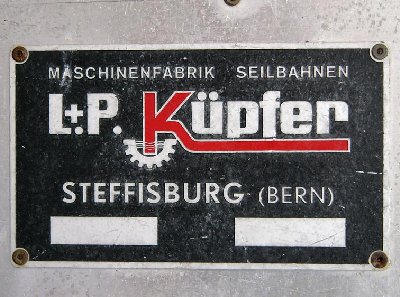 MASCHINENFABRIK SEILBAHNEN
L+P. Küpfer
STEFFISBURG (BERN)